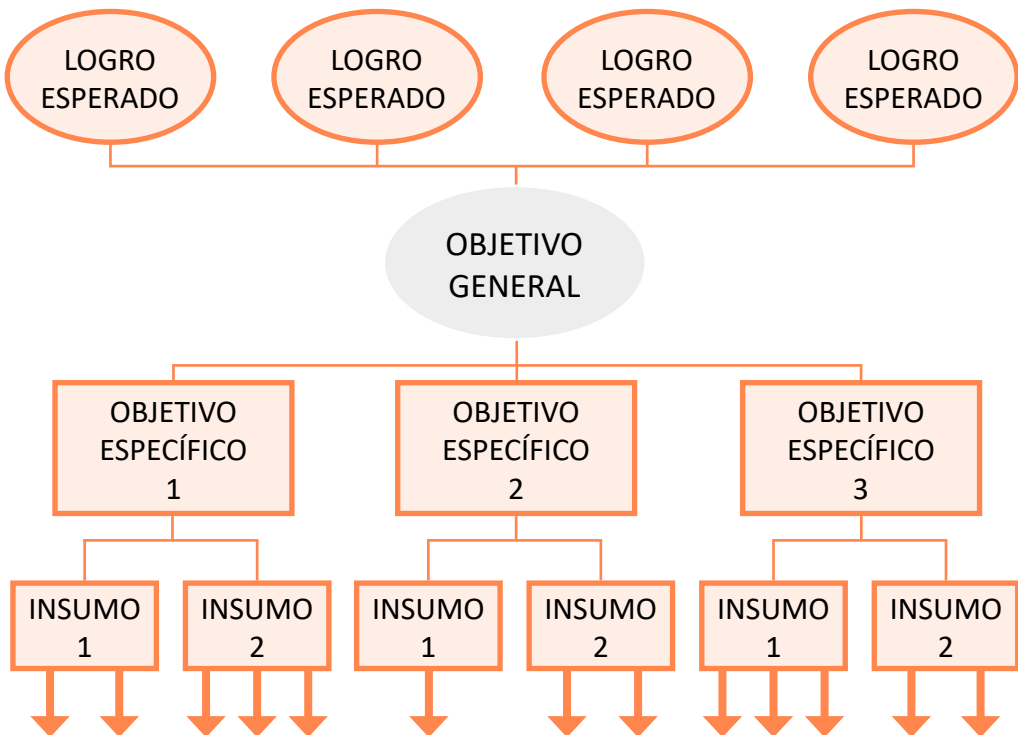 LOGRO
ESPERADO
LOGRO
ESPERADO
LOGRO
ESPERADO
LOGRO
ESPERADO
OBJETIVO
GENERAL
OBJETIVO
ESPECÍFICO
1
OBJETIVO
ESPECÍFICO
2
OBJETIVO
ESPECÍFICO
3
INSUMO
1
INSUMO
2
INSUMO
1
INSUMO
2
INSUMO
1
INSUMO
2